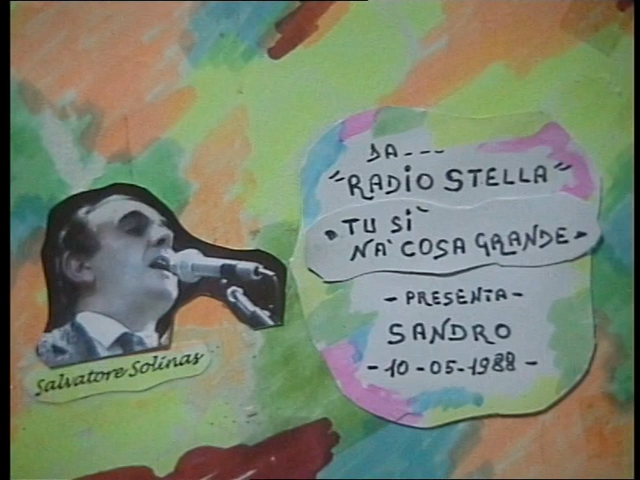 DA---
"RADIO STELLA"
"TU SI`
NA' COSA GRANDE"
- PRESENTA -
SANDRO
- 10 - 05 - 1988 -
Salvatore Solinas